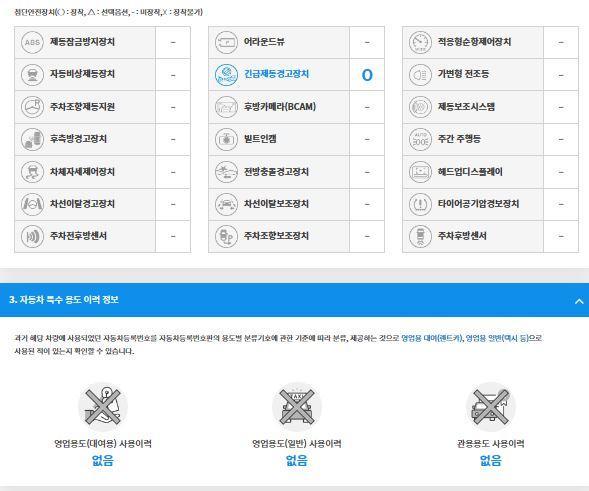 첨단안전장치(○ : 장착, △ : 선택옵션, - : 미장착,X : 장착불가)
ABS 제동잠금방지장치 -
어라운드뷰 -
적응형순항제어장치 -
자동비상제동장치 -
긴급제동경고장치 O
가변형 전조등 -
주차조향제동지원 -
후방카메라(BCAM) -
제동보조시스템 -
후측방경고장치 -
빌트인캠 -
AUTO 주간 주행등 -
차체자세제어장치 -
전방충돌경고장치 -
헤드업디스플레이 -
차선이탈경고장치 -
차선이탈보조장치 -
타이어공기압경보장치 -
주차전후방센서 -
주차조향보조장치 -
주차후방센서 -
3. 자동차 특수 용도 이력 정보
과거 해당 차량에 사용되었던 자동차등록번호를 자동차등록번호판의 용도별 분류기호에 관한 기준에 따라 분류, 제공하는 것으로 영업용 대여(렌트카), 영업용 일반(택시 등)으로
사용된 적이 있는지 확인할 수 있습니다.
TAXI
영업용도(대여용) 사용이력
영업용도(일반) 사용이력
관용용도 사용이력
없음
없음
없음